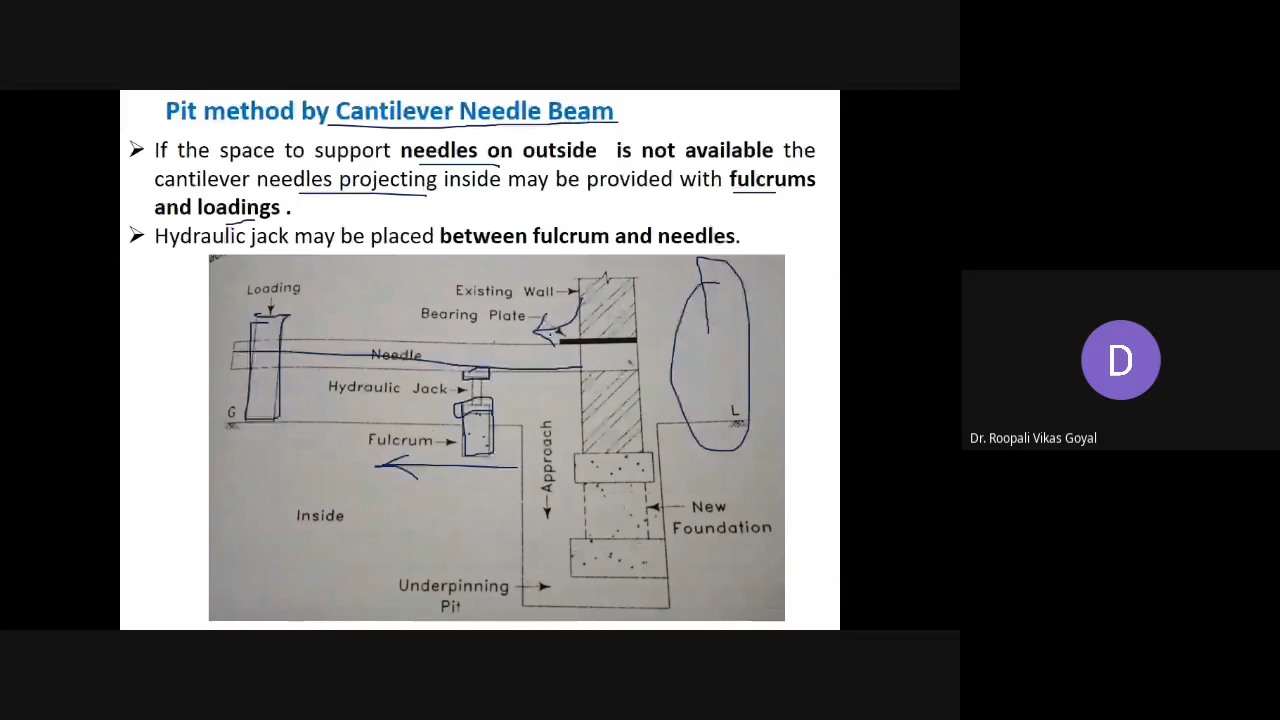 Pit method by Cantilever Needle Beam
➢ If the space to support needles on outside is not available the
cantilever needles projecting inside may be provided with fulcrums
and loadings .
➢ Hydraulic jack may be placed between fulcrum and needles.
Loading
Existing Wall
Bearing Plate
Needle
Hydraulic Jack
G
L
Fulcrum
Approach
Inside
New
Foundation
Underpinning
Pit
D
Dr. Roopali Vikas Goyal